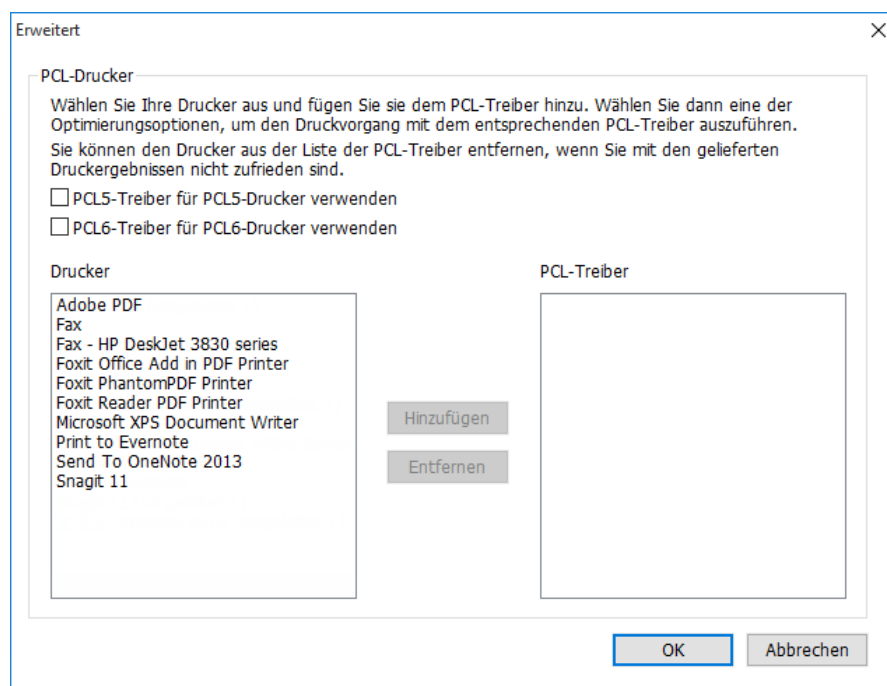 Erweitert
PCL-Drucker
Wählen Sie Ihre Drucker aus und fügen Sie sie dem PCL-Treiber hinzu. Wählen Sie dann eine der
Optimierungsoptionen, um den Druckvorgang mit dem entsprechenden PCL-Treiber auszuführen.
Sie können den Drucker aus der Liste der PCL-Treiber entfernen, wenn Sie mit den gelieferten
Druckergebnissen nicht zufrieden sind.
PCL5-Treiber für PCL5-Drucker verwenden
PCL6-Treiber für PCL6-Drucker verwenden
Drucker
Adobe PDF
Fax
Fax - HP DeskJet 3830 series
Foxit Office Add in PDF Printer
Foxit PhantomPDF Printer
Foxit Reader PDF Printer
Microsoft XPS Document Writer
Print to Evernote
Send To OneNote 2013
Snagit 11
Hinzufügen
Entfernen
PCL-Treiber
OK
Abbrechen